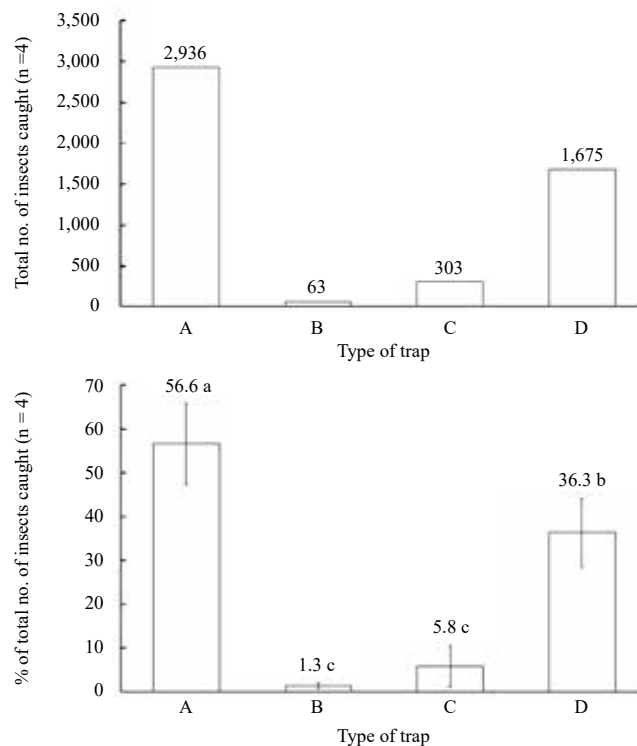 Total no. of insects caught (n =4)
3,500
3,000
2,500
2,000
1,500
1,000
500
0
2,936
63
303
1,675
A B C D
Type of trap
% of total no. of insects caught (n = 4)
70
60
50
40
30
20
10
0
56.6 a
1.3 c
5.8 c
36.3 b
A B C D
Type of trap